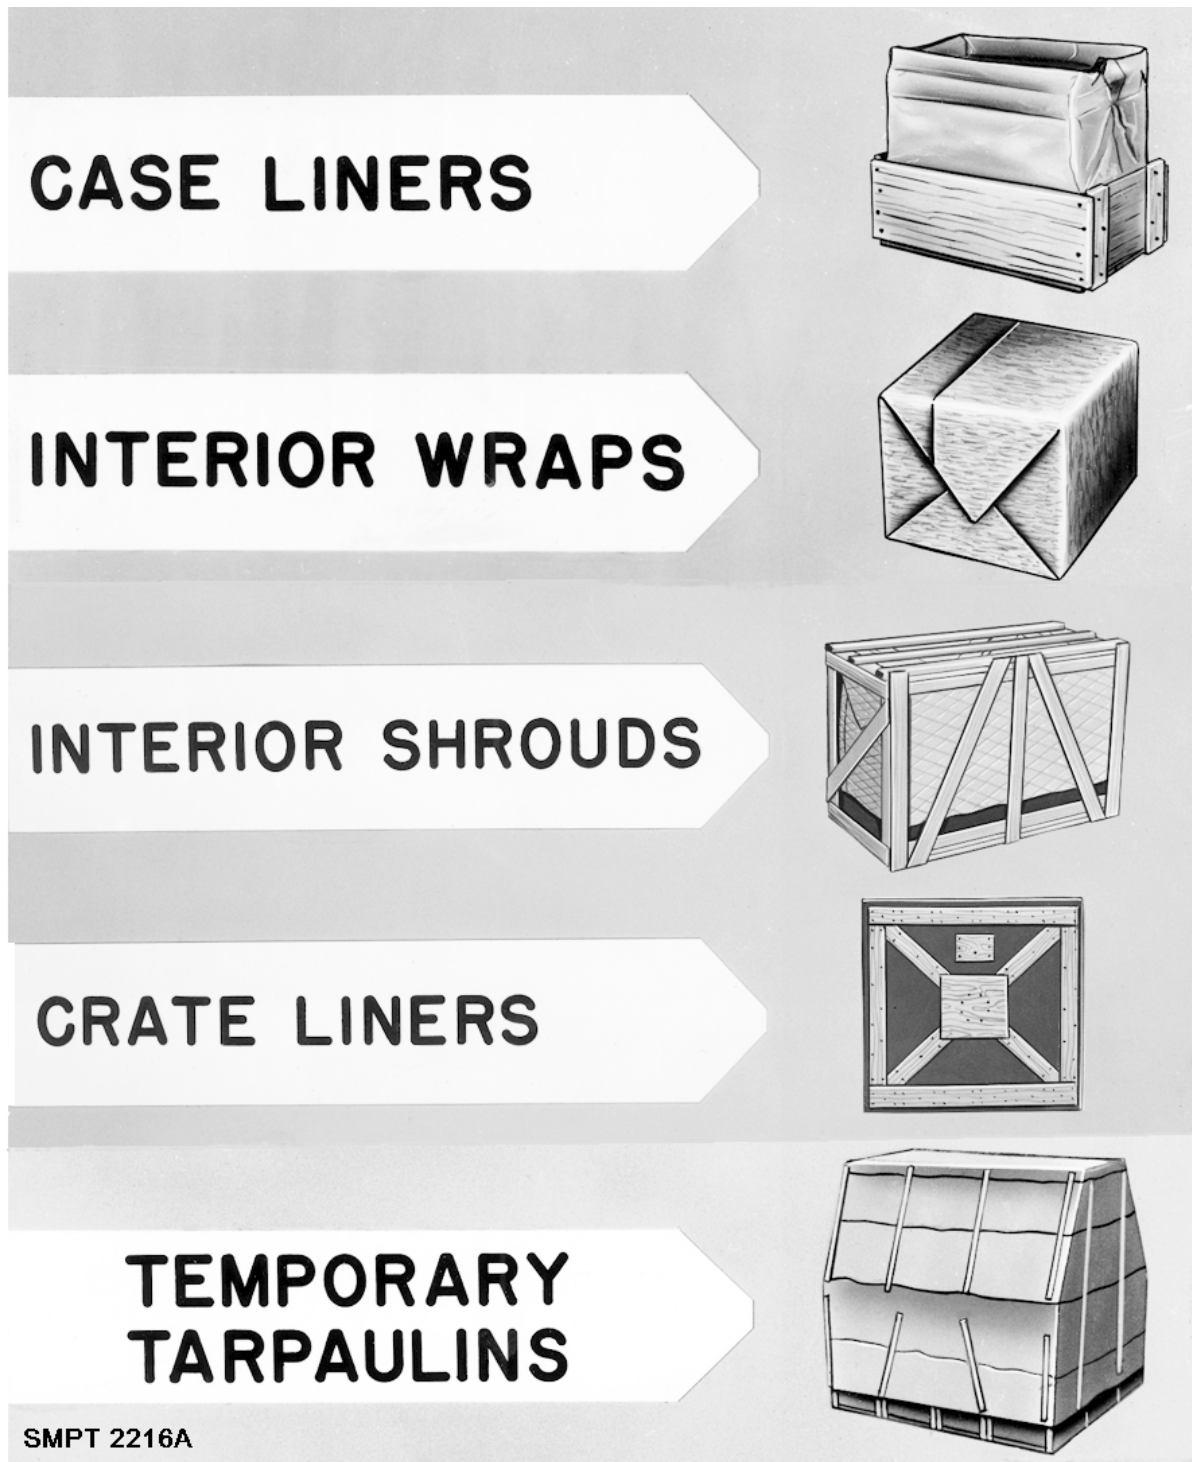 CASE LINERS
INTERIOR WRAPS
INTERIOR SHROUDS
CRATE LINERS
TEMPORARY
TARPAULINS
SMPT 2216A